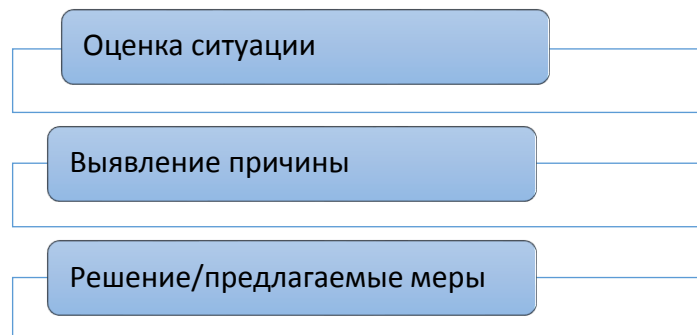 Оценка ситуации
Выявление причины
Решение/предлагаемые меры